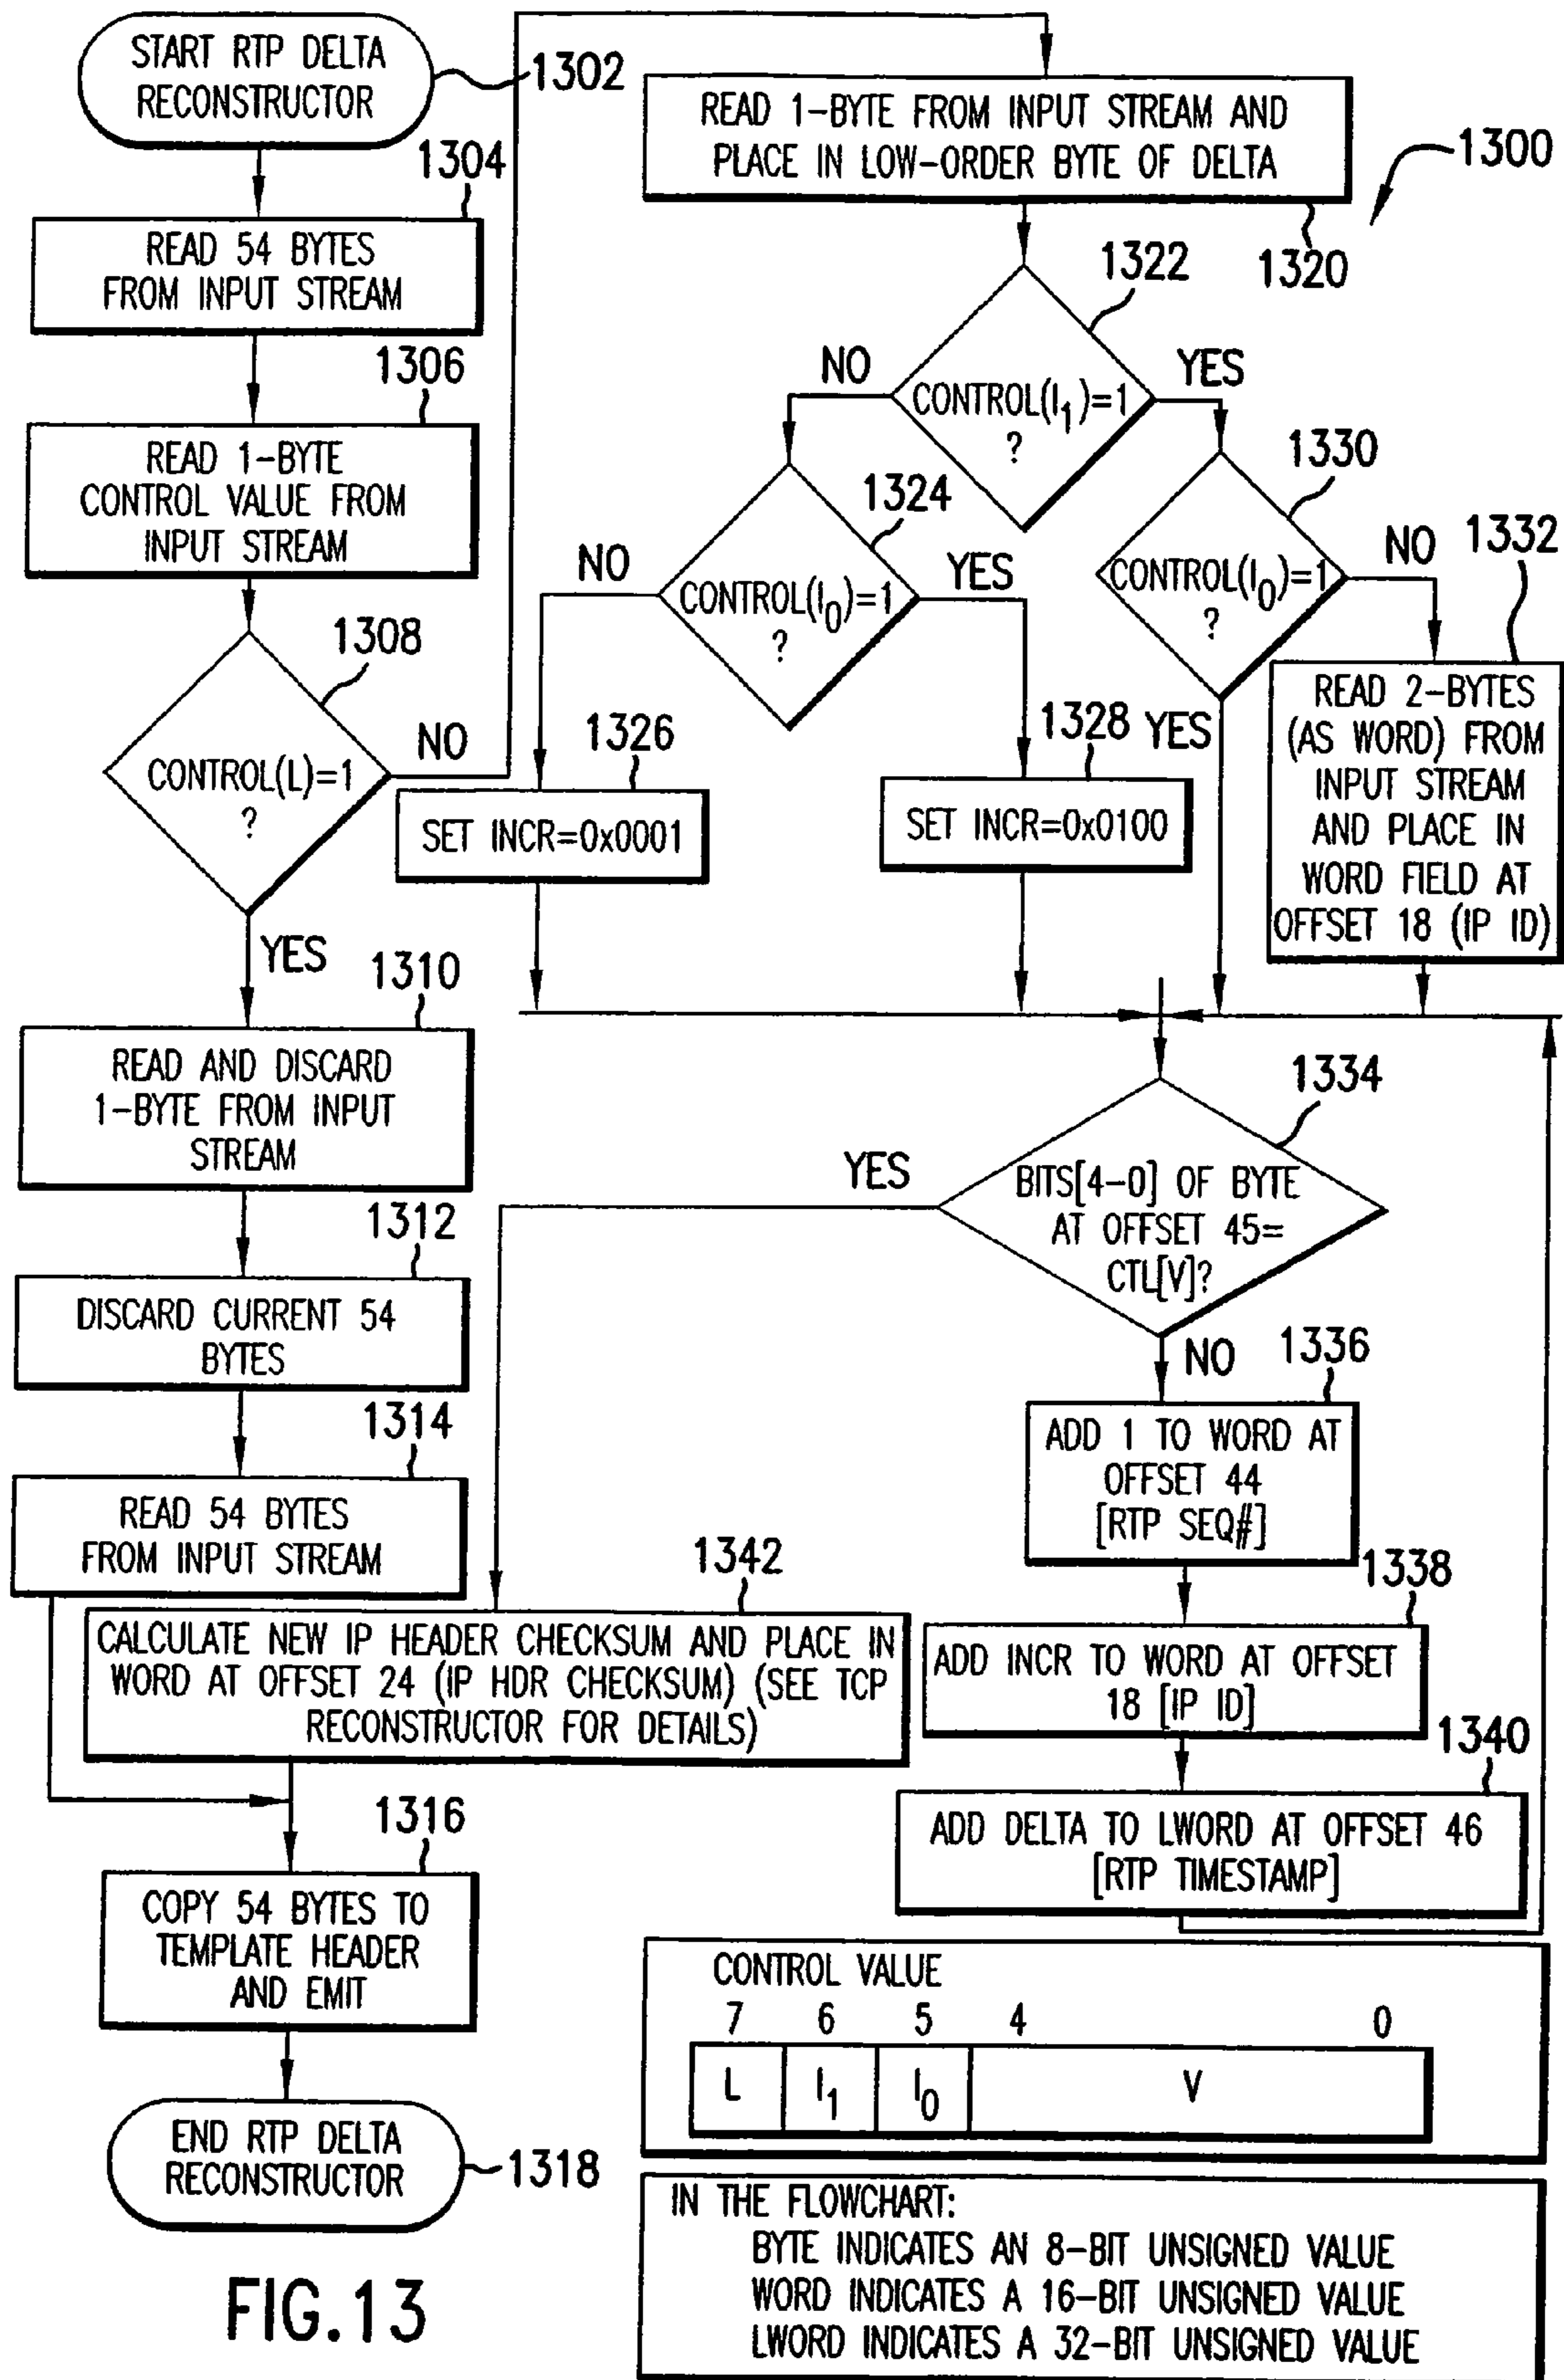 START RTP DELTA
RECONSTRUCTOR
1302
1304
READ 54 BYTES
FROM INPUT STREAM
1306
READ 1-BYTE
CONTROL VALUE FROM
INPUT STREAM
1308
CONTROL(L)=1
?
NO
YES
1310
READ AND DISCARD
1-BYTE FROM INPUT
STREAM
1312
DISCARD CURRENT 54
BYTES
1314
READ 54 BYTES
FROM INPUT STREAM
1316
COPY 54 BYTES TO
TEMPLATE HEADER
AND EMIT
END RTP DELTA
RECONSTRUCTOR
1318
READ 1-BYTE FROM INPUT STREAM AND
PLACE IN LOW-ORDER BYTE OF DELTA
1300
1320
1322
NO
YES
CONTROL(I1)=1
?
1324
NO
YES
CONTROL(I0)=1
?
1326
SET INCR=0x0001
1328
SET INCR=0x0100
1330
CONTROL(I0)=1
?
NO
YES
1332
READ 2-BYTES
(AS WORD) FROM
INPUT STREAM
AND PLACE IN
WORD FIELD AT
OFFSET 18 (IP ID)
1334
YES
BITS[4-0] OF BYTE
AT OFFSET 45=
CTL[V]?
NO
1336
ADD 1 TO WORD AT
OFFSET 44
[RTP SEQ#]
1338
ADD INCR TO WORD AT OFFSET
18 [IP ID]
1340
ADD DELTA TO LWORD AT OFFSET 46
[RTP TIMESTAMP]
1342
CALCULATE NEW IP HEADER CHECKSUM AND PLACE IN
WORD AT OFFSET 24 (IP HDR CHECKSUM) (SEE TCP
RECONSTRUCTOR FOR DETAILS)
CONTROL VALUE
7 6 5 4 0
L I1 I0 V
IN THE FLOWCHART:
BYTE INDICATES AN 8-BIT UNSIGNED VALUE
WORD INDICATES A 16-BIT UNSIGNED VALUE
LWORD INDICATES A 32-BIT UNSIGNED VALUE
FIG.13